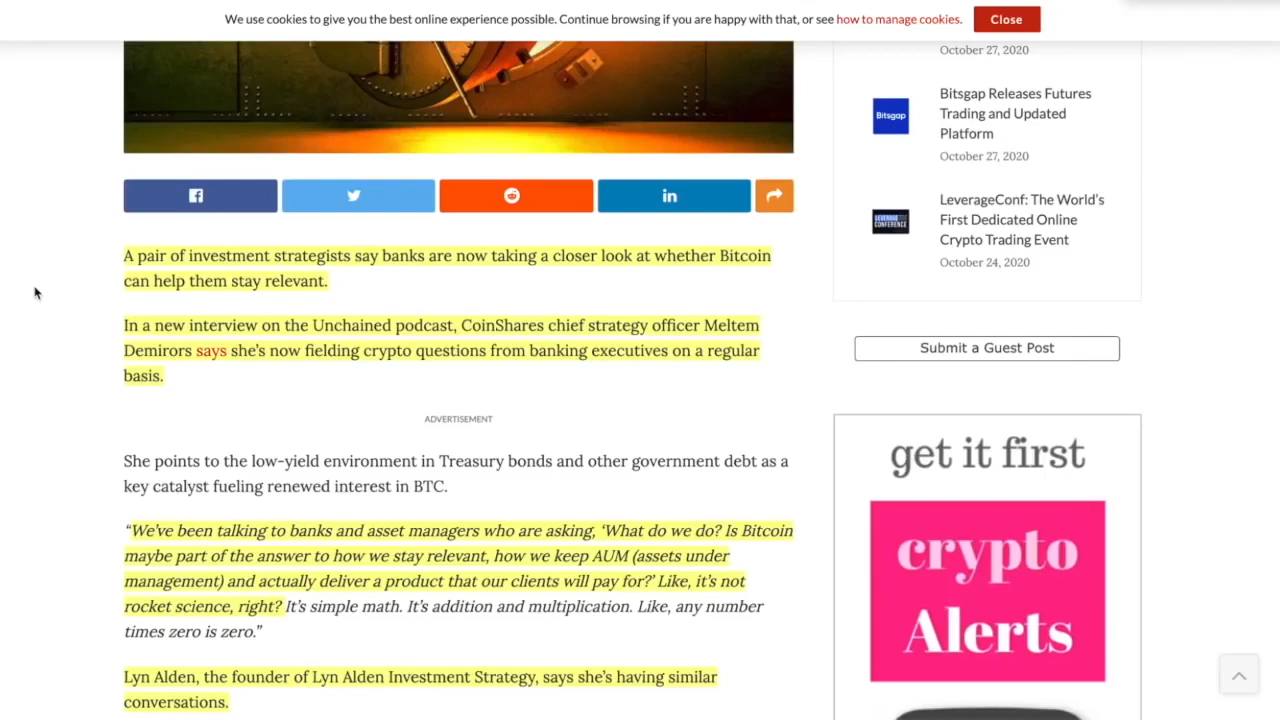 We use cookies to give you the best online experience possible. Continue browsing if you are happy with that, or see how to manage cookies.
Close
A pair of investment strategists say banks are now taking a closer look at whether Bitcoin
can help them stay relevant.
In a new interview on the Unchained podcast, CoinShares chief strategy officer Meltem
Demirors says she’s now fielding crypto questions from banking executives on a regular
basis.
ADVERTISEMENT
She points to the low-yield environment in Treasury bonds and other government debt as a
key catalyst fueling renewed interest in BTC.
“We’ve been talking to banks and asset managers who are asking, ‘What do we do? Is Bitcoin
maybe part of the answer to how we stay relevant, how we keep AUM (assets under
management) and actually deliver a product that our clients will pay for?’ Like, it’s not
rocket science, right? It’s simple math. It’s addition and multiplication. Like, any number
times zero is zero.”
Lyn Alden, the founder of Lyn Alden Investment Strategy, says she’s having similar
conversations.
October 27, 2020
Bitsgap
Bitsgap Releases Futures
Trading and Updated
Platform
October 27, 2020
LEVERAGE
CONFERENCE
LeverageConf: The World’s
First Dedicated Online
Crypto Trading Event
October 24, 2020
Submit a Guest Post
get it first
crypto
Alerts